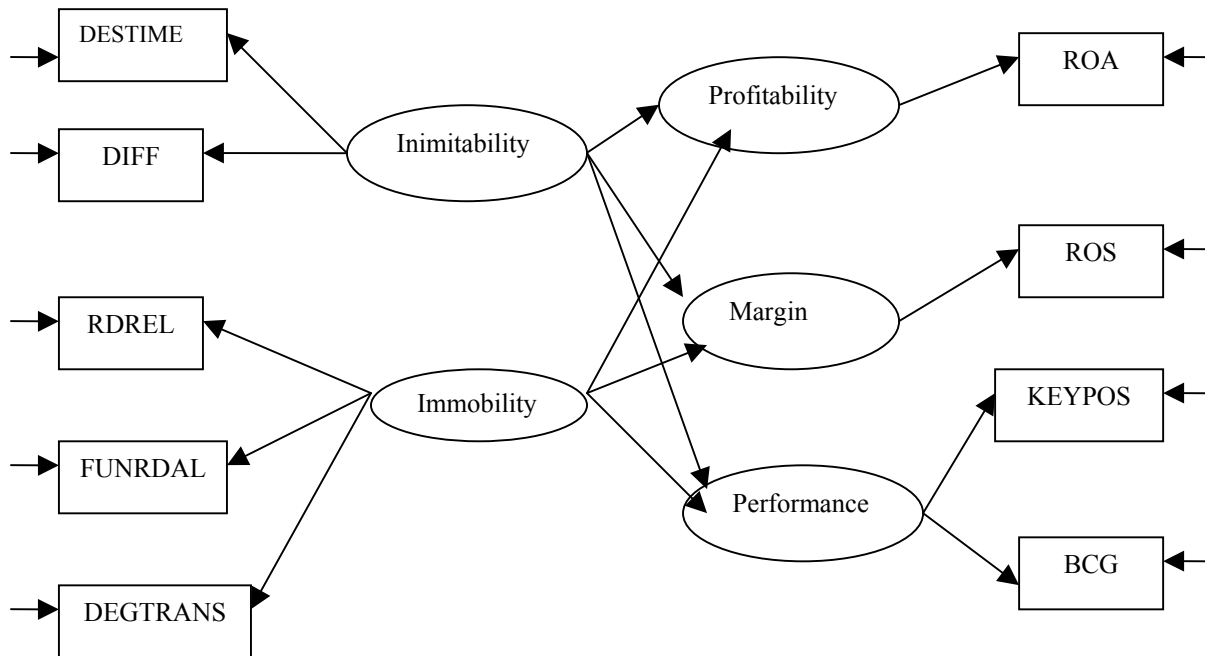 DESTIME
DIFF
RDREL
FUNRDAL
DEGTRANS
Inimitability
Immobility
Profitability
Margin
Performance
ROA
ROS
KEYPOS
BCG